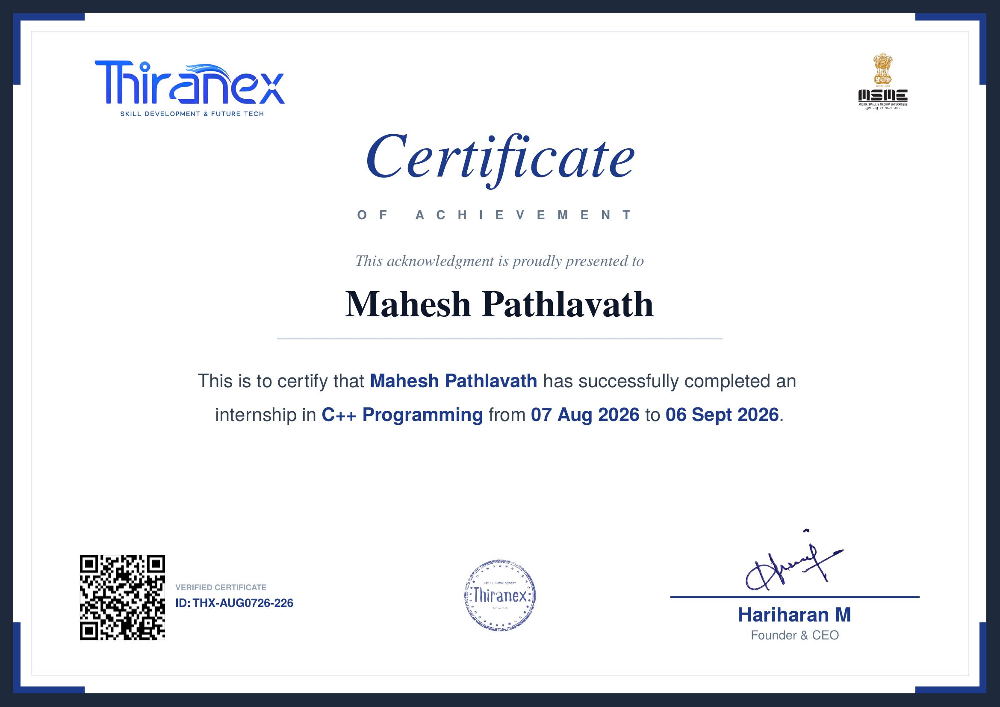 Thiranex
SKILL DEVELOPMENT & FUTURE TECH
MSME
MICRO, SMALL & MEDIUM ENTERPRISES
सूक्ष्म, लघु एवं मध्यम उद्यम
Certificate
OF ACHIEVEMENT
This acknowledgment is proudly presented to
Mahesh Pathlavath
This is to certify that Mahesh Pathlavath has successfully completed an
internship in C++ Programming from 07 Aug 2026 to 06 Sept 2026.
VERIFIED CERTIFICATE
ID: THX-AUG0726-226
Skill Development
Thiranex
Future Tech
Hariharan M
Founder & CEO